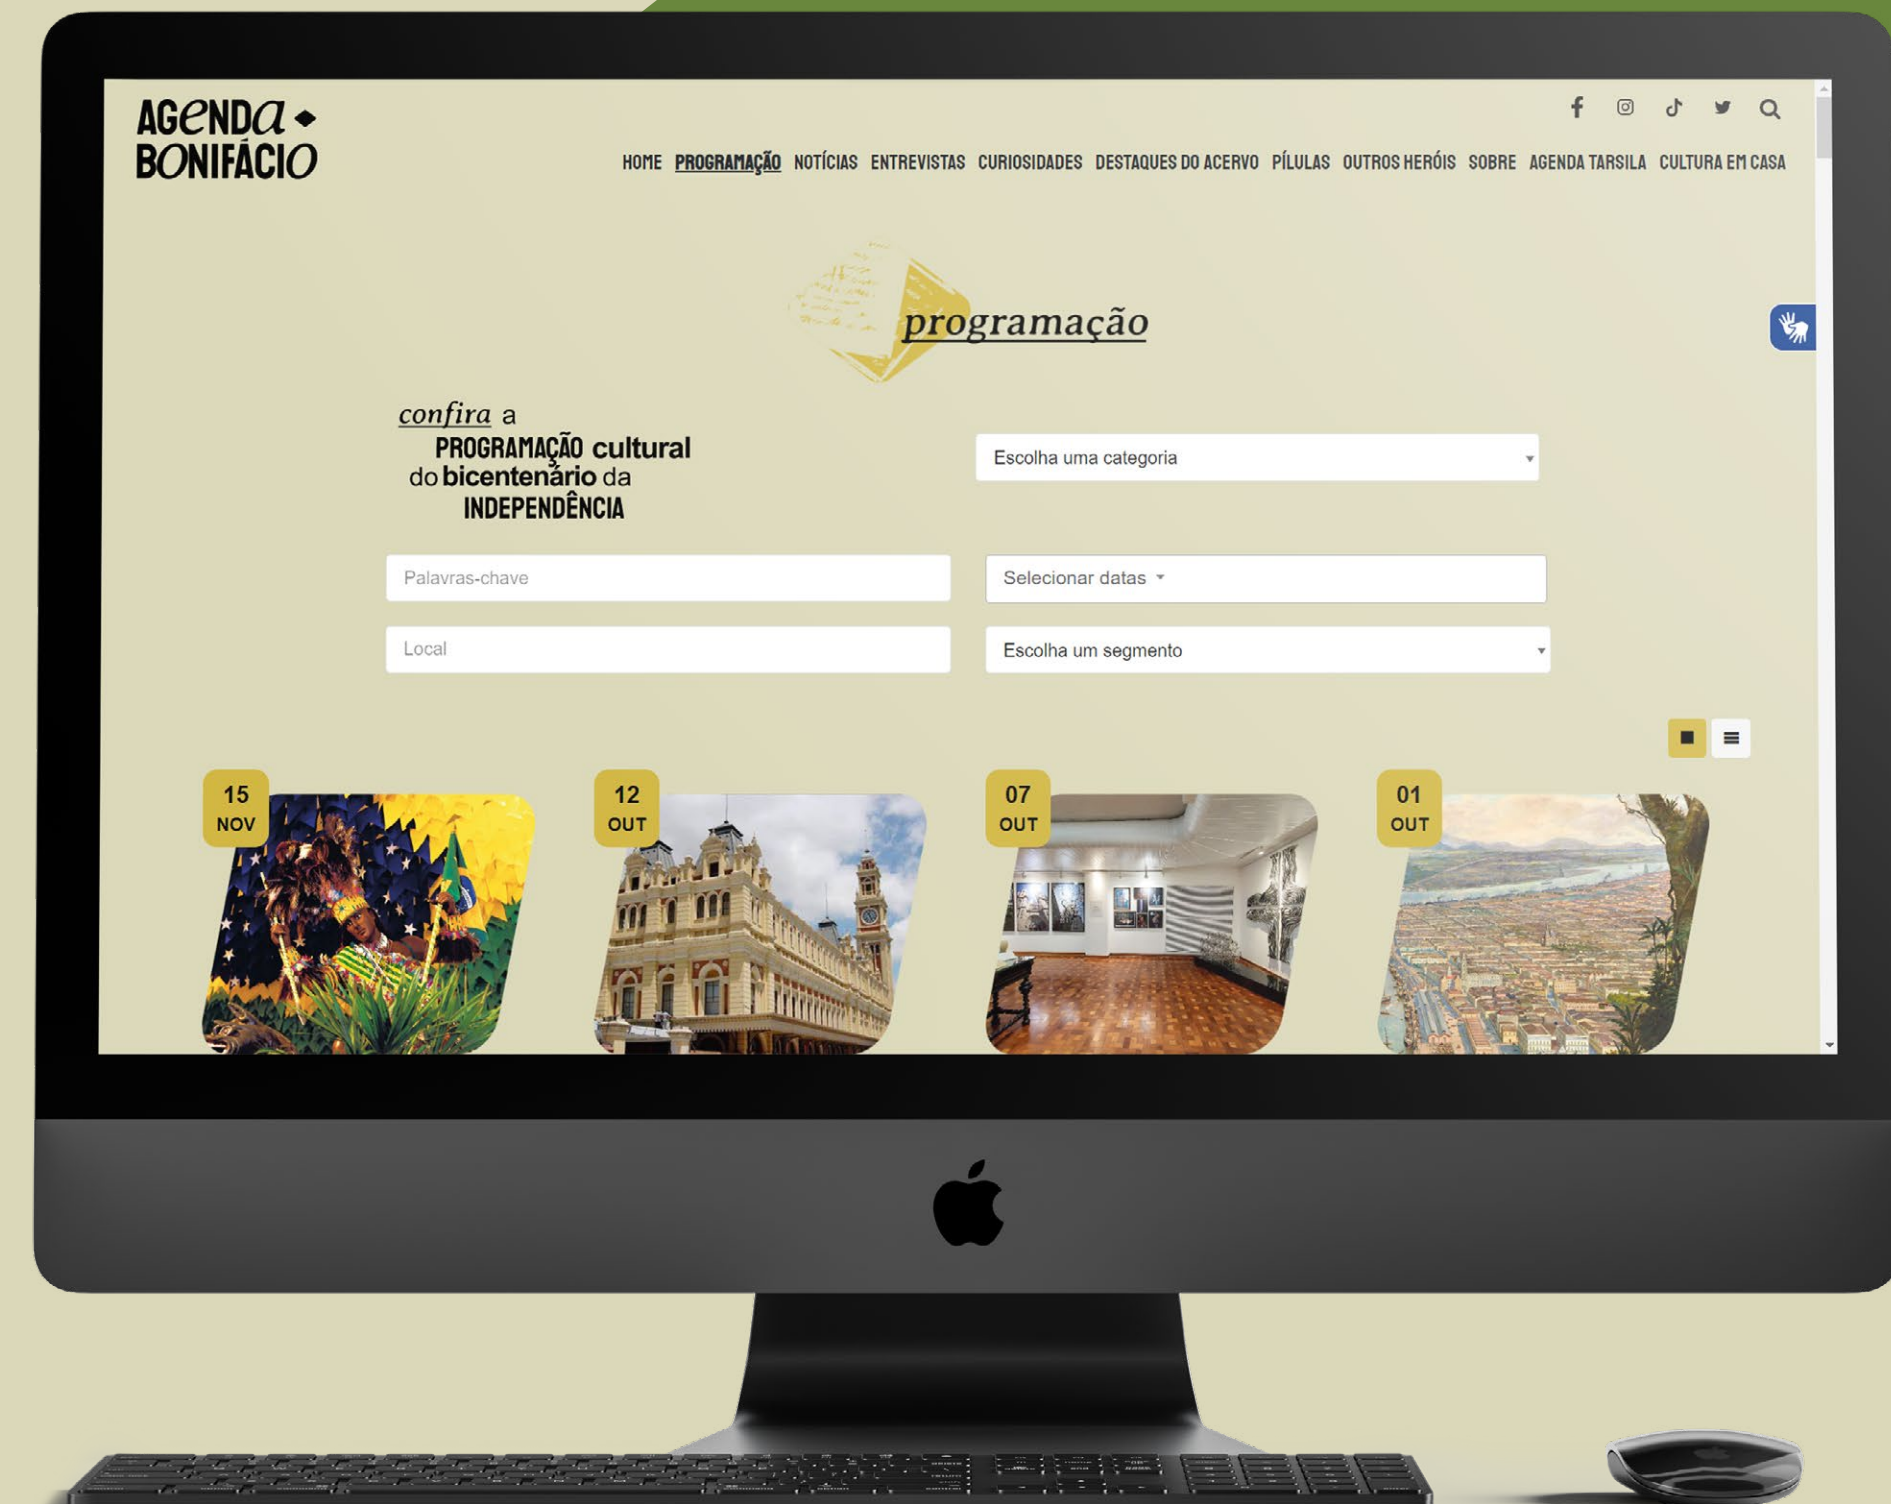 AGENDA
BONIFÁCIO
HOME PROGRAMAÇÃO NOTÍCIAS ENTREVISTAS CURIOSIDADES DESTAQUES DO ACERVO PÍLULAS OUTROS HERÓIS SOBRE AGENDA TARSILA CULTURA EM CASA
programação
confira a
PROGRAMAÇÃO cultural
do bicentenário da
INDEPENDÊNCIA
Escolha uma categoria
Palavras-chave
Selecionar datas
Local
Escolha um segmento
15
NOV
12
OUT
07
OUT
01
OUT